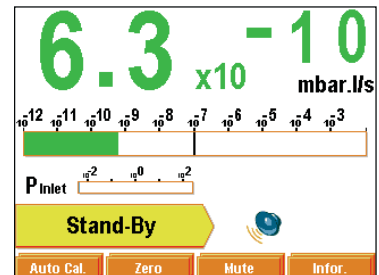 6.3 x10 -10
mbar.l/s
10-12 10-11 10-10 10-9 10-8 10-7 10-6 10-5 10-4 10-3
P Inlet 10-2 10 0 10 2
Stand-By
Auto Cal. Zero Mute Infor.